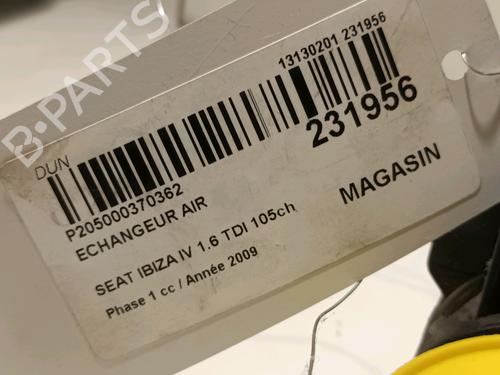 B-PARTS
13130201 231956
DUN
231956
P205000370362
ECHANGEUR AIR
MAGASIN
SEAT IBIZA IV 1.6 TDI 105ch
Phase 1 cc / Année 2009